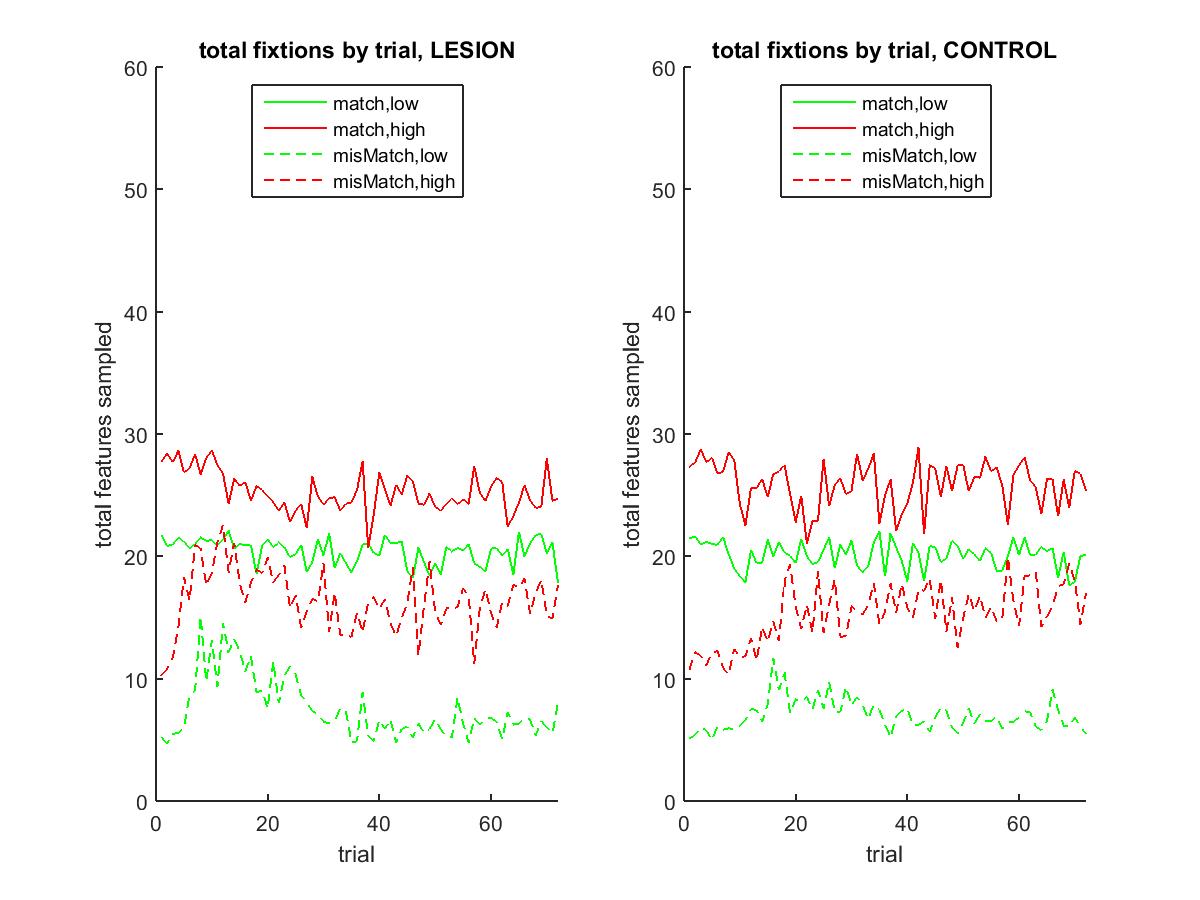 total fixtions by trial, LESION
match,low
match,high
misMatch,low
misMatch,high
total features sampled
60
50
40
30
20
10
0
0 20 40 60
trial
total fixtions by trial, CONTROL
match,low
match,high
misMatch,low
misMatch,high
total features sampled
60
50
40
30
20
10
0
0 20 40 60
trial